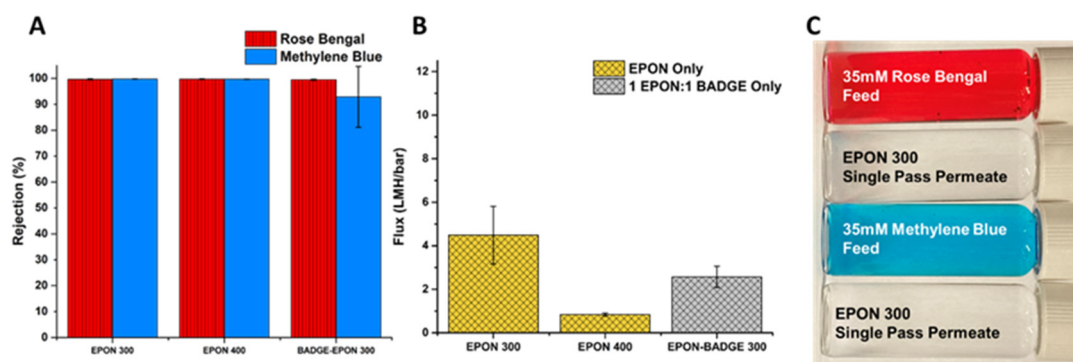 A
Rose Bengal
Methylene Blue
100
90
80
70
60
50
40
30
20
10
0
Rejection (%)
EPON 300
EPON 400
BADGE-EPON 300
B
EPON Only
1 EPON:1 BADGE Only
12
10
8
6
4
2
0
Flux (LMH/bar)
EPON 300
EPON 400
EPON-BADGE 300
C
35mM Rose Bengal
Feed
EPON 300
Single Pass Permeate
35mM Methylene Blue
Feed
EPON 300
Single Pass Permeate